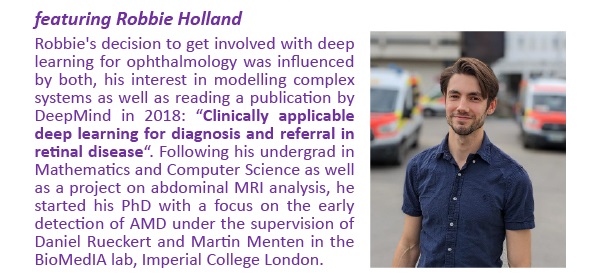 featuring Robbie Holland
Robbie's decision to get involved with deep
learning for ophthalmology was influenced
by both, his interest in modelling complex
systems as well as reading a publication by
DeepMind in 2018: “Clinically applicable
deep learning for diagnosis and referral in
retinal disease“. Following his undergrad in
Mathematics and Computer Science as well
as a project on abdominal MRI analysis, he
started his PhD with a focus on the early
detection of AMD under the supervision of
Daniel Rueckert and Martin Menten in the
BioMedIA lab, Imperial College London.